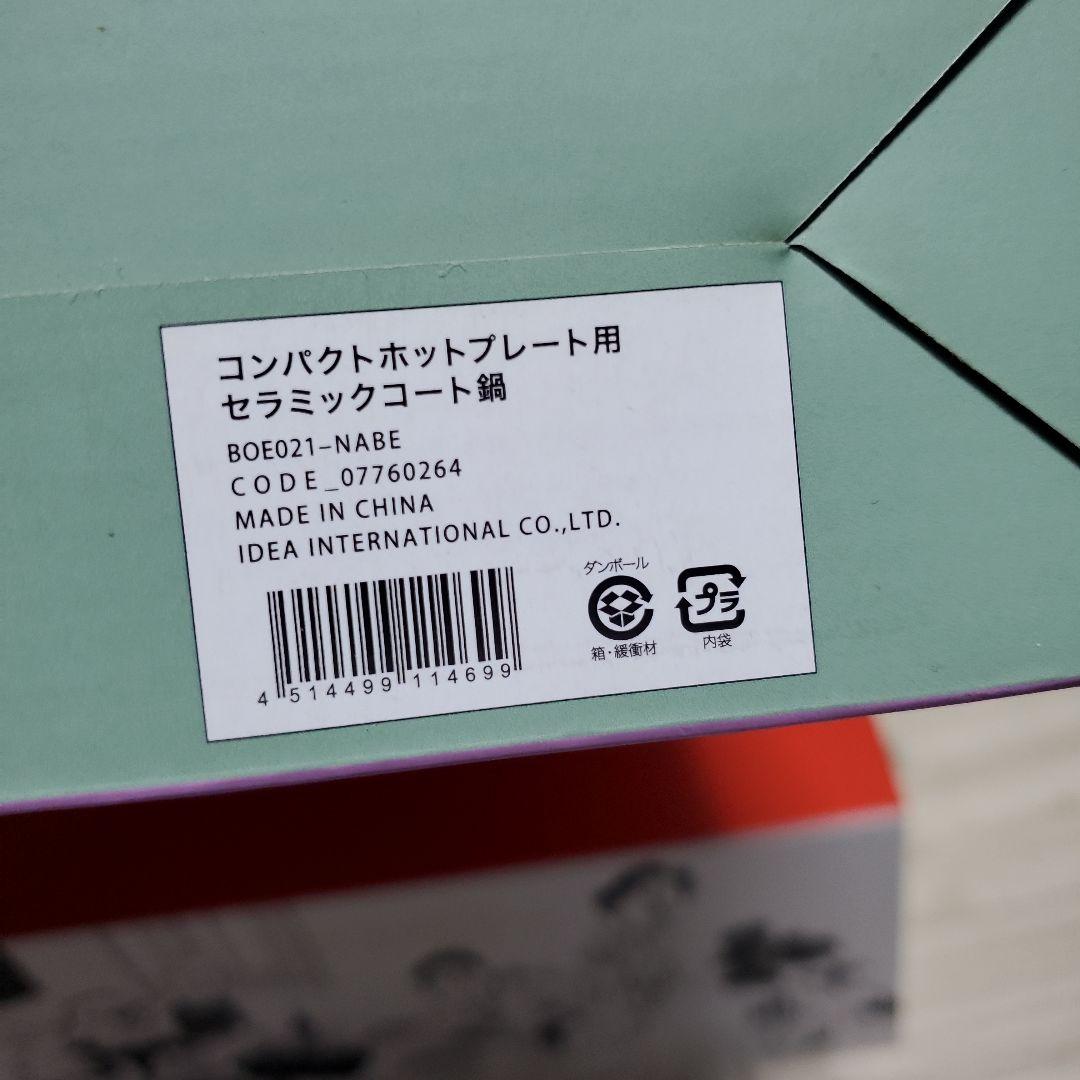 コンパクトホットプレート用
セラミックコート鍋
BOE021-NABE
CODE_07760264
MADE IN CHINA
IDEA INTERNATIONAL CO.,LTD.
4 514499 114699
ダンボール
箱・緩衝材
プラ
内袋